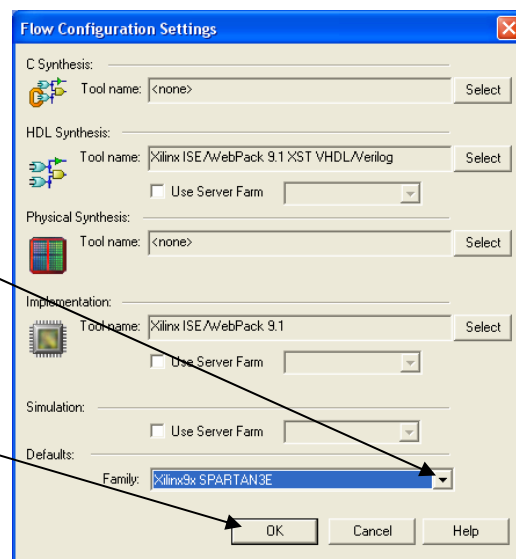 Flow Configuration Settings
C Synthesis:
Tool name: <none> Select
HDL Synthesis:
Tool name: Xilinx ISE/WebPack 9.1 XST VHDL/Verilog Select
Use Server Farm
Physical Synthesis:
Tool name: <none> Select
Implementation:
Tool name: Xilinx ISE/WebPack 9.1 Select
Use Server Farm
Simulation:
Use Server Farm
Defaults:
Family: Xilinx9x SPARTAN3E
OK Cancel Help